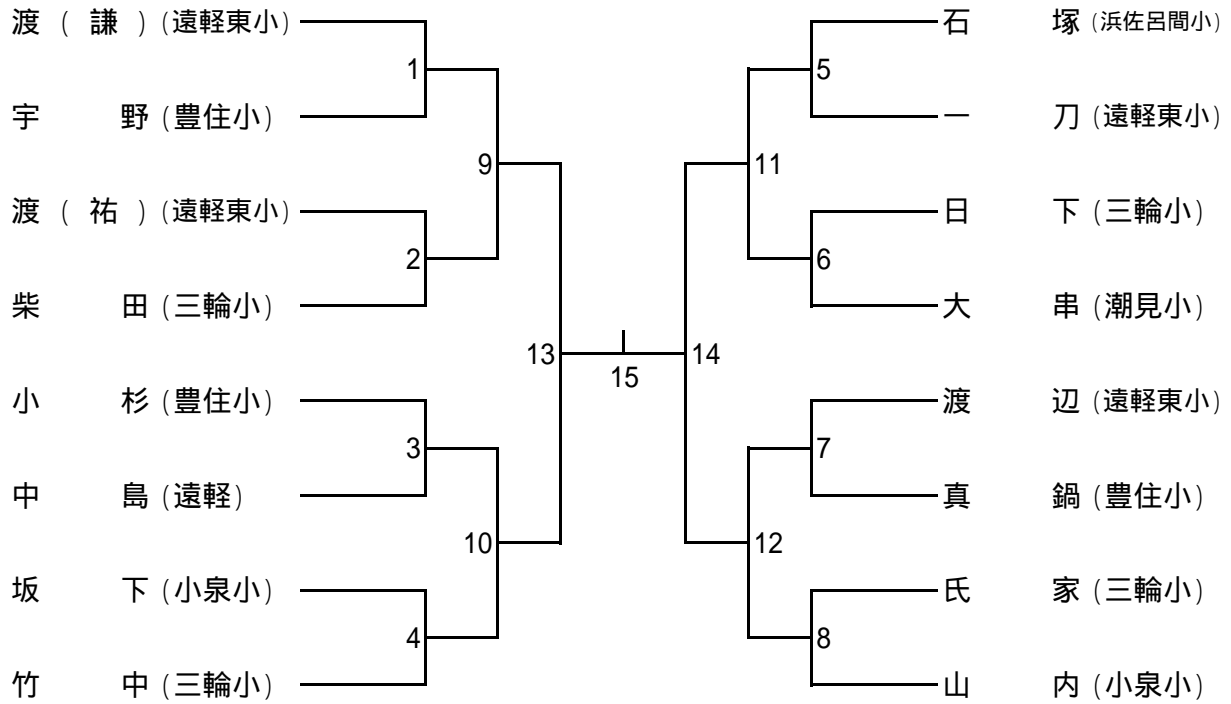 渡（謙）（遠軽東小）
1
宇野（豊住小）
9
渡（祐）（遠軽東小）
2
柴田（三輪小）
13
小杉（豊住小）
3
中島（遠軽）
10
坂下（小泉小）
4
竹中（三輪小）
15
石塚（浜佐呂間小）
5
一刀（遠軽東小）
11
日下（三輪小）
6
大串（潮見小）
14
渡辺（遠軽東小）
7
真鍋（豊住小）
12
氏家（三輪小）
8
山内（小泉小）